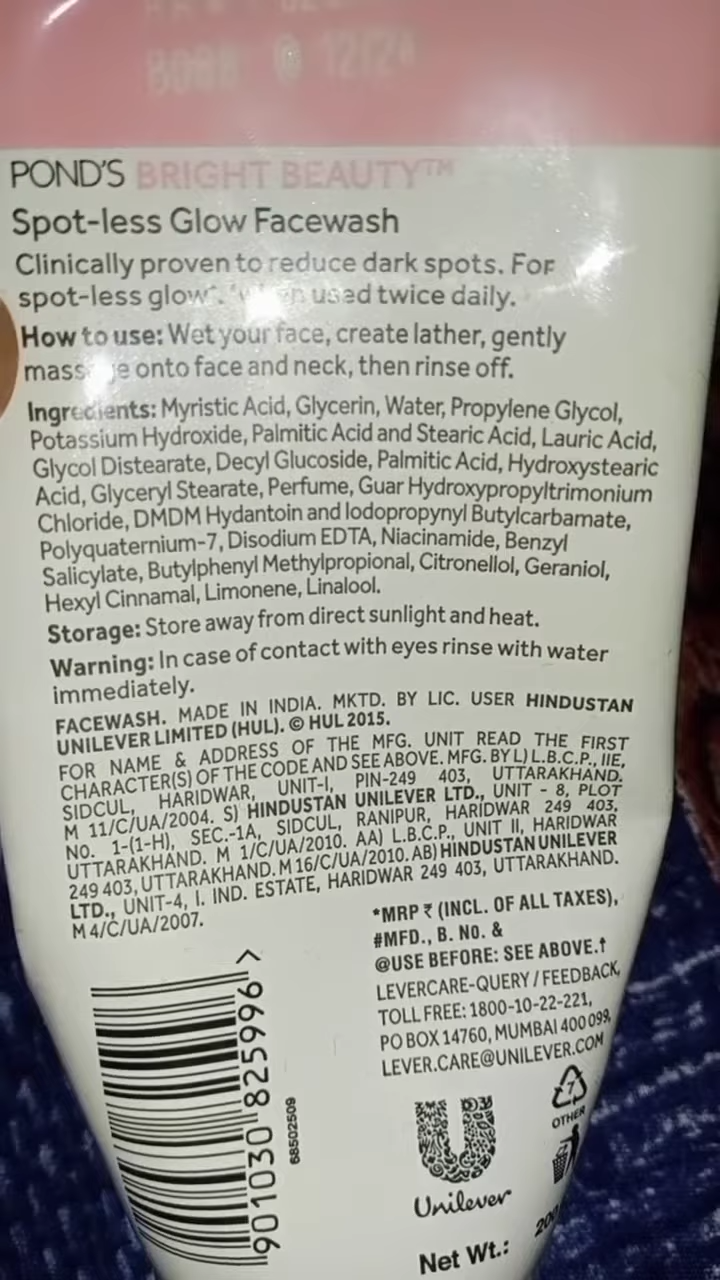 @ 12/24
POND'S BRIGHT BEAUTY™
Spot-less Glow Facewash
Clinically proven to reduce dark spots. For
spot-less glow used twice daily.
How to use: Wet your face, create lather, gently
onto face and neck, then rinse off.
Ingredients: Myristic Acid, Glycerin, Water, Propylene Glycol,
Potassium Hydroxide, Palmitic Acid and Stearic Acid, Lauric Acid,
Glycol Distearate, Decyl Glucoside, Palmitic Acid, Hydroxystearic
Acid, Glyceryl Stearate, Perfume, Guar Hydroxypropyltrimonium
Chloride, DMDM Hydantoin and Iodopropynyl Butylcarbamate,
Polyquaternium-7, Disodium EDTA, Niacinamide, Benzyl
Salicylate, Butylphenyl Methylpropional, Citronellol, Geraniol,
Hexyl Cinnamal, Limonene, Linalool.
Storage: Store away from direct sunlight and heat.
Warning: In case of contact with eyes rinse with water
immediately.
FACEWASH. MADE IN INDIA. MKTD. BY LIC. USER HINDUSTAN
UNILEVER LIMITED (HUL). © HUL 2015.
FOR NAME & ADDRESS OF THE MFG. UNIT READ THE FIRST
CHARACTER(S) OF THE CODE AND SEE ABOVE. MFG. BY L) L.B.C.P., IIE,
SIDCUL, HARIDWAR, UNIT-I, PIN-249 403, UTTARAKHAND.
M 11/C/UA/2004. S) HINDUSTAN UNILEVER LTD., UNIT - 8, PLOT
NO. 1-(1-H), SEC.-1A, SIDCUL, RANIPUR, HARIDWAR 249 403,
UTTARAKHAND. M 1/C/UA/2010. AA) L.B.C.P., UNIT II, HARIDWAR
249 403, UTTARAKHAND. M 16/C/UA/2010. AB) HINDUSTAN UNILEVER
LTD., UNIT-4, I. IND. ESTATE, HARIDWAR 249 403, UTTARAKHAND.
M 4/C/UA/2007.
*MRP ₹ (INCL. OF ALL TAXES),
#MFD., B. NO. &
@USE BEFORE: SEE ABOVE.†
LEVERCARE-QUERY / FEEDBACK,
TOLL FREE: 1800-10-22-221,
PO BOX 14760, MUMBAI 400 099,
LEVER.CARE@UNILEVER.COM
901030 825996 >
68502509
7
OTHER
Unilever
Net Wt.: 200